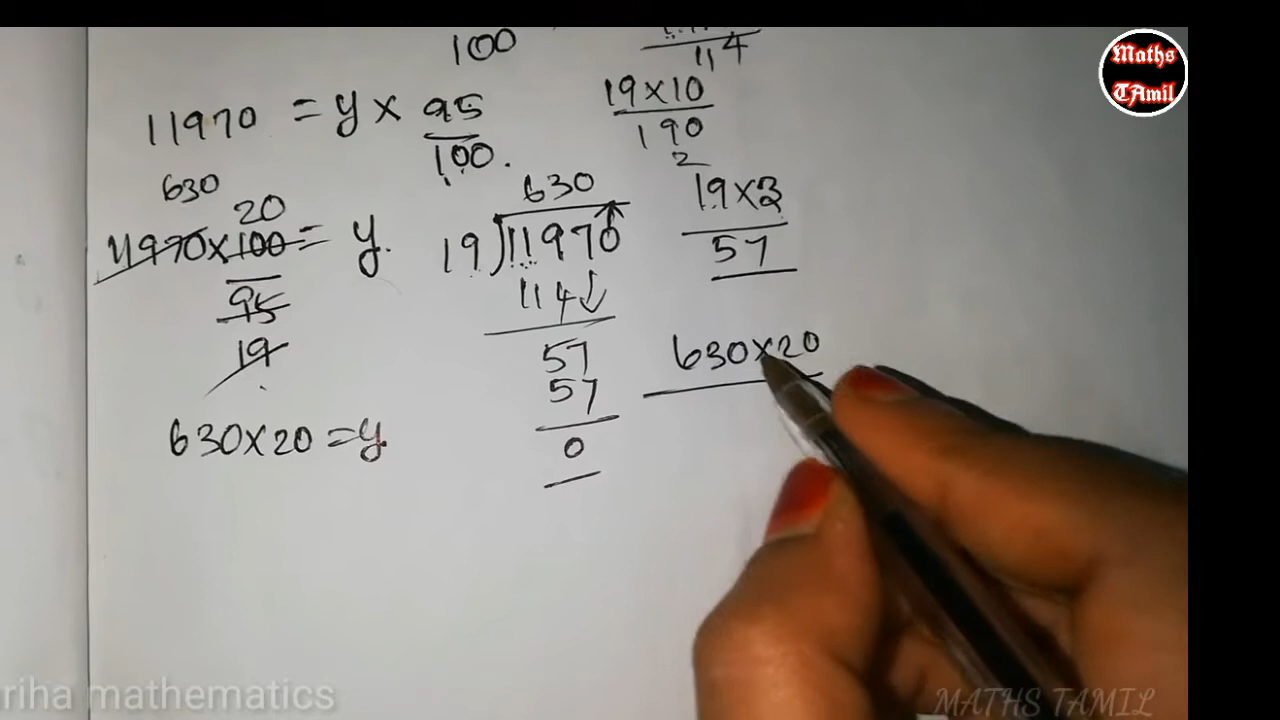 100
114
11970 = y × 95
100.
19×10
190
630
20
11970×100 = y.
95
19
630
19)11970
114
57
57
0
2
19×3
57
630×20
630×20 = y
Maths
TAmil
riha mathematics
MATHS TAMIL